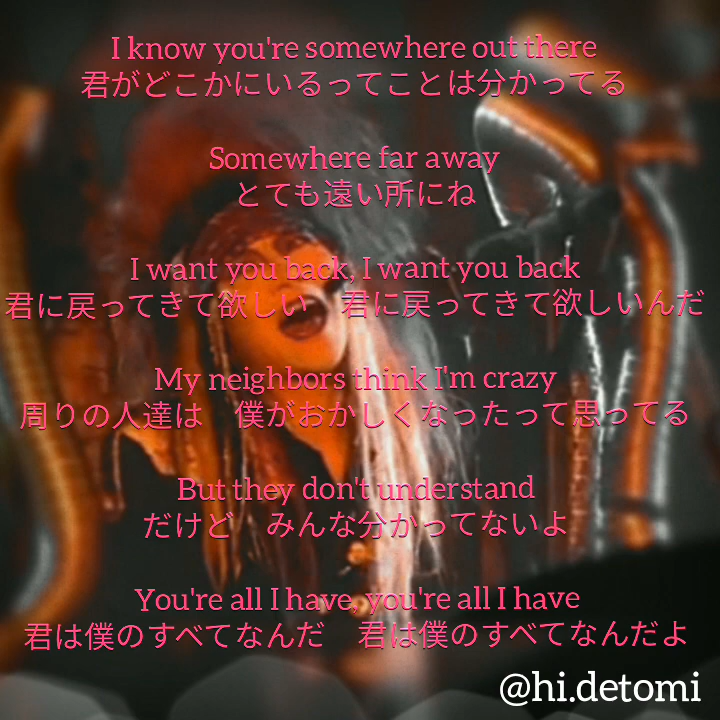 I know you're somewhere out there
君がどこかにいるってことは分かってる
Somewhere far away
とても遠い所にね
I want you back, I want you back
君に戻ってきて欲しい　君に戻ってきて欲しいんだ
My neighbors think I'm crazy
周りの人達は　僕がおかしくなったって思ってる
But they don't understand
だけど　みんな分かってないよ
You're all I have, you're all I have
君は僕のすべてなんだ　君は僕のすべてなんだよ
@hi.detomi